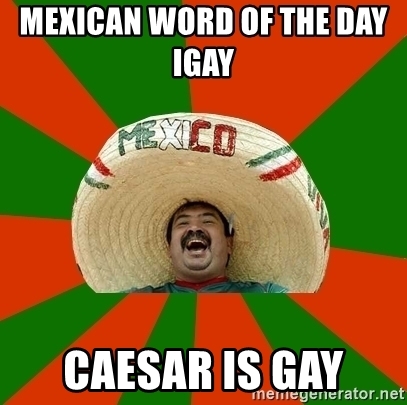 MEXICAN WORD OF THE DAY
IGAY
MEXICO
CAESAR IS GAY
memegenerator.net